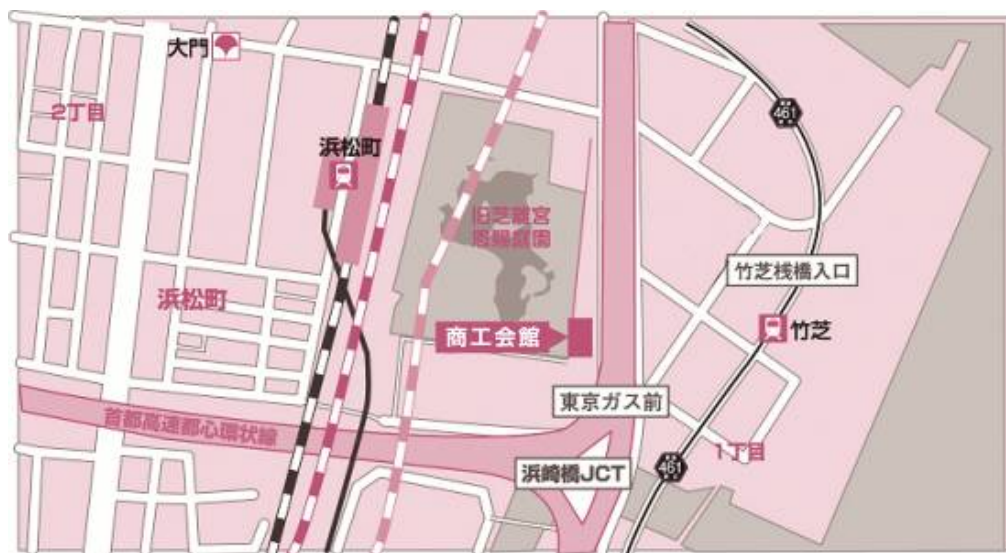 大門
461
2丁目
浜松町
旧芝離宮
恩賜庭園
竹芝桟橋入口
浜松町
竹芝
商工会館
東京ガス前
首都高速都心環状線
1丁目
461
浜崎橋JCT